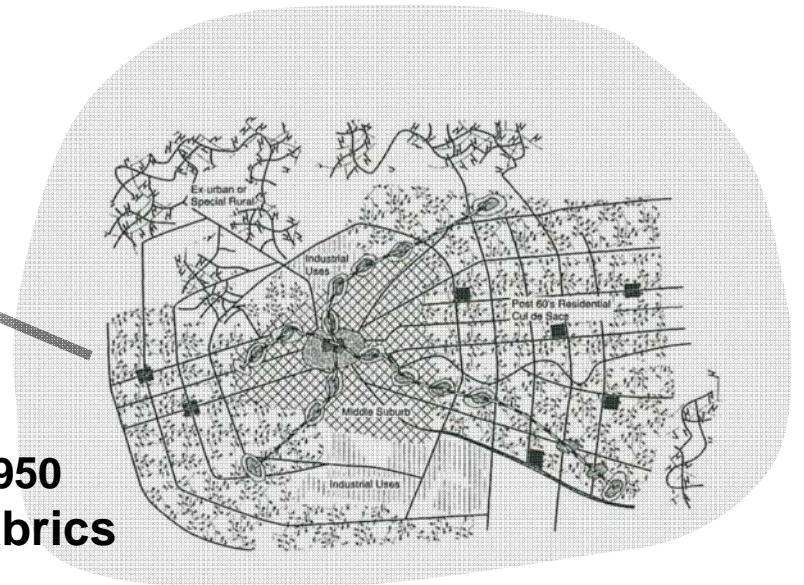 Ex-urban or
Special Rural
Industrial
Uses
Post 60's Residential
Cul de Sacs
Middle Suburb
Industrial Uses
950
brics